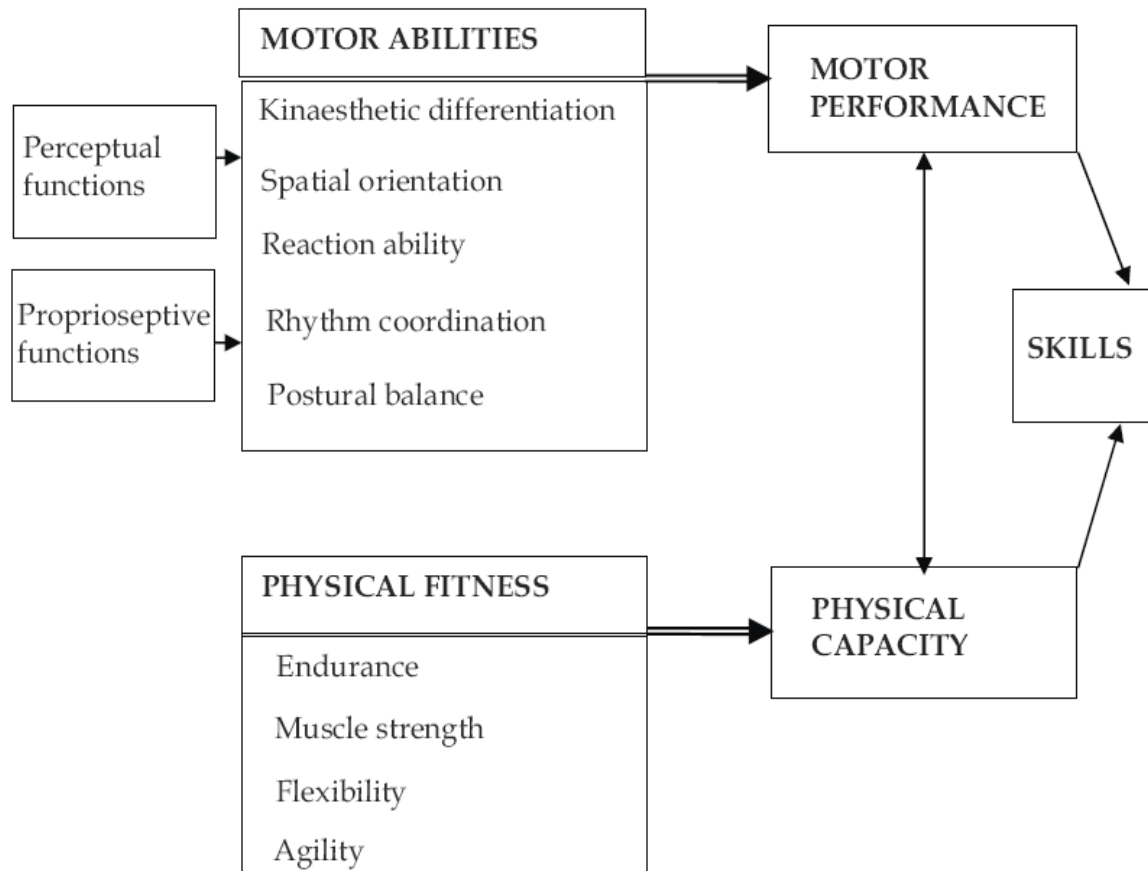 MOTOR ABILITIES
Kinaesthetic differentiation
Spatial orientation
Reaction ability
Rhythm coordination
Postural balance
Perceptual
functions
Proprioseptive
functions
MOTOR
PERFORMANCE
SKILLS
PHYSICAL FITNESS
Endurance
Muscle strength
Flexibility
Agility
PHYSICAL
CAPACITY